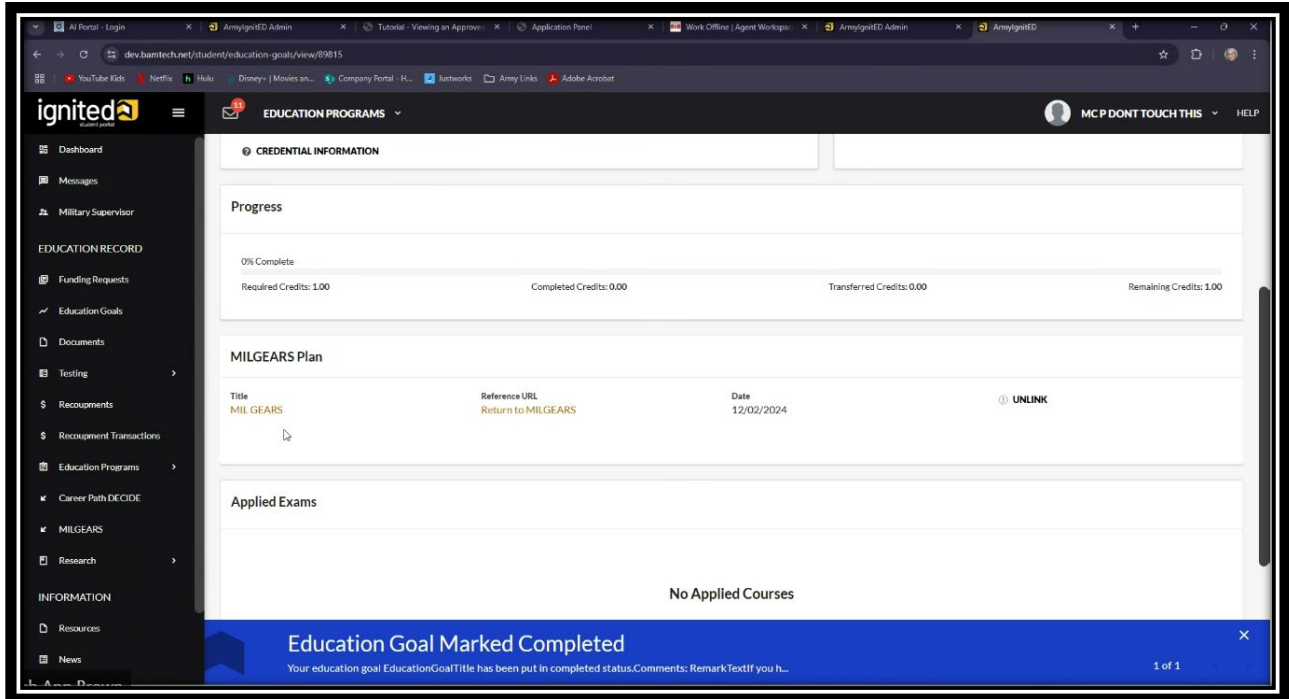 AI Portal - Login
ArmyIgnitED Admin
Tutorial - Viewing an Approve
Application Panel
Work Offline | Agent Workspac
ArmyIgnitED Admin
ArmyIgnitED
dev.bamtech.net/student/education-goals/view/89815
YouTube Kids
Netflix
Hulu
Disney+ | Movies an...
Company Portal - H...
Justworks
Army Links
Adobe Acrobat
ignited
student portal
11
EDUCATION PROGRAMS
MC P DONT TOUCH THIS
HELP
Dashboard
Messages
Military Supervisor
EDUCATION RECORD
Funding Requests
Education Goals
Documents
Testing
Recoupments
Recoupment Transactions
Education Programs
Career Path DECIDE
MILGEARS
Research
INFORMATION
Resources
News
CREDENTIAL INFORMATION
Progress
0% Complete
Required Credits: 1.00 Completed Credits: 0.00 Transferred Credits: 0.00 Remaining Credits: 1.00
MILGEARS Plan
Title Reference URL Date
MIL GEARS Return to MILGEARS 12/02/2024 UNLINK
Applied Exams
No Applied Courses
Education Goal Marked Completed
Your education goal EducationGoalTitle has been put in completed status.Comments: RemarkTextIf you h...
1 of 1